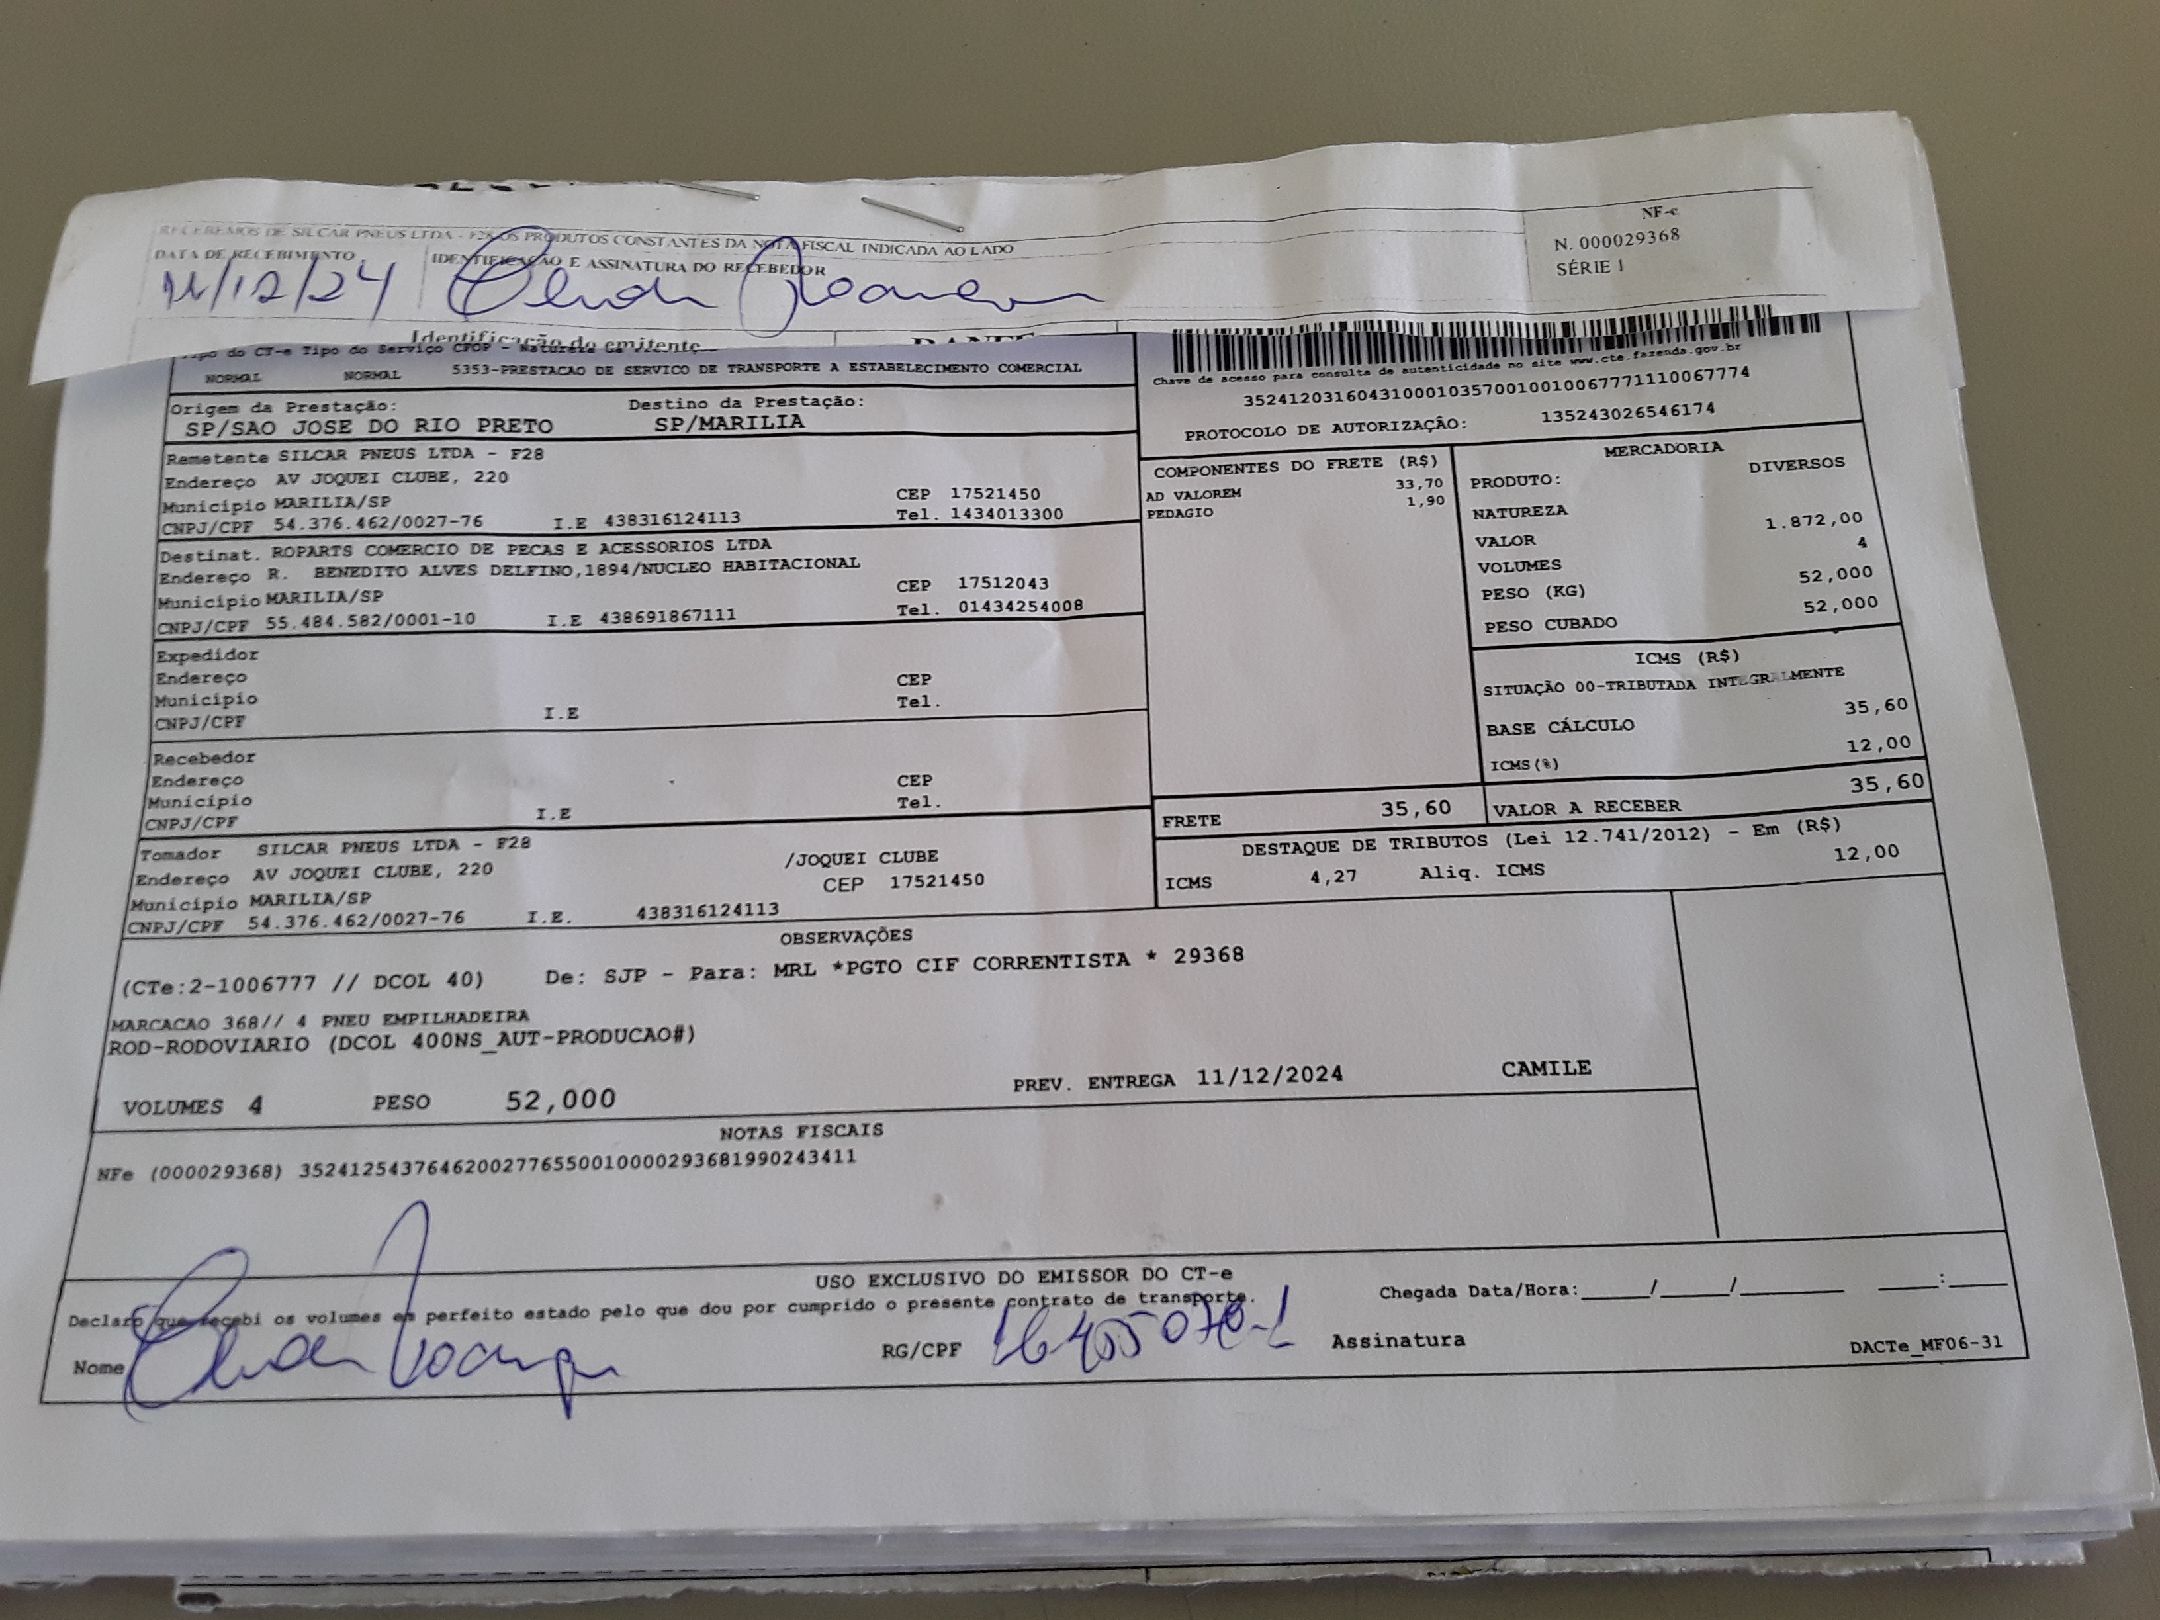 RECEBEMOS DE SILCAR PNEUS LTDA - F28 OS PRODUTOS CONSTANTES DA NOTA FISCAL INDICADA AO LADO
NF-e
N. 000029368
SÉRIE 1
DATA DE RECEBIMENTO
IDENTIFICAÇÃO E ASSINATURA DO RECEBEDOR
/12/24
Identificação do emitente
DANFE
Tipo do CT-e Tipo do Serviço CFOP - Natureza da
NORMAL NORMAL 5353-PRESTACAO DE SERVICO DE TRANSPORTE A ESTABELECIMENTO COMERCIAL
Chave de acesso para consulta de autenticidade no site www.cte.fazenda.gov.br
35241203160431000103570010010067771110067774
PROTOCOLO DE AUTORIZAÇÃO: 135243026546174
Origem da Prestação: Destino da Prestação:
SP/SAO JOSE DO RIO PRETO SP/MARILIA
Remetente SILCAR PNEUS LTDA - F28
Endereço AV JOQUEI CLUBE, 220
Município MARILIA/SP CEP 17521450
CNPJ/CPF 54.376.462/0027-76 I.E 438316124113 Tel. 1434013300
Destinat. ROPARTS COMERCIO DE PECAS E ACESSORIOS LTDA
Endereço R. BENEDITO ALVES DELFINO,1894/NUCLEO HABITACIONAL
Município MARILIA/SP CEP 17512043
CNPJ/CPF 55.484.582/0001-10 I.E 438691867111 Tel. 01434254008
Expedidor
Endereço CEP
Município Tel.
CNPJ/CPF I.E
Recebedor
Endereço CEP
Município Tel.
CNPJ/CPF I.E
Tomador SILCAR PNEUS LTDA - F28
Endereço AV JOQUEI CLUBE, 220 /JOQUEI CLUBE
Município MARILIA/SP CEP 17521450
CNPJ/CPF 54.376.462/0027-76 I.E. 438316124113
COMPONENTES DO FRETE (R$)
AD VALOREM 33,70
PEDAGIO 1,90
MERCADORIA
PRODUTO: DIVERSOS
NATUREZA
VALOR 1.872,00
VOLUMES 4
PESO (KG) 52,000
PESO CUBADO 52,000
ICMS (R$)
SITUAÇÃO 00-TRIBUTADA INTEGRALMENTE
BASE CÁLCULO 35,60
ICMS(%) 12,00
FRETE 35,60 VALOR A RECEBER 35,60
DESTAQUE DE TRIBUTOS (Lei 12.741/2012) - Em (R$)
ICMS 4,27 Aliq. ICMS 12,00
OBSERVAÇÕES
(CTe:2-1006777 // DCOL 40) De: SJP - Para: MRL *PGTO CIF CORRENTISTA * 29368
MARCACAO 368// 4 PNEU EMPILHADEIRA
ROD-RODOVIARIO (DCOL 400NS_AUT-PRODUCAO#)
VOLUMES 4 PESO 52,000 PREV. ENTREGA 11/12/2024 CAMILE
NOTAS FISCAIS
NFe (000029368) 35241254376462002776550010000293681990243411
USO EXCLUSIVO DO EMISSOR DO CT-e
Declaro que recebi os volumes em perfeito estado pelo que dou por cumprido o presente contrato de transporte.
Chegada Data/Hora:_____/_____/________ ____:____
Nome RG/CPF Assinatura
DACTe_MF06-31